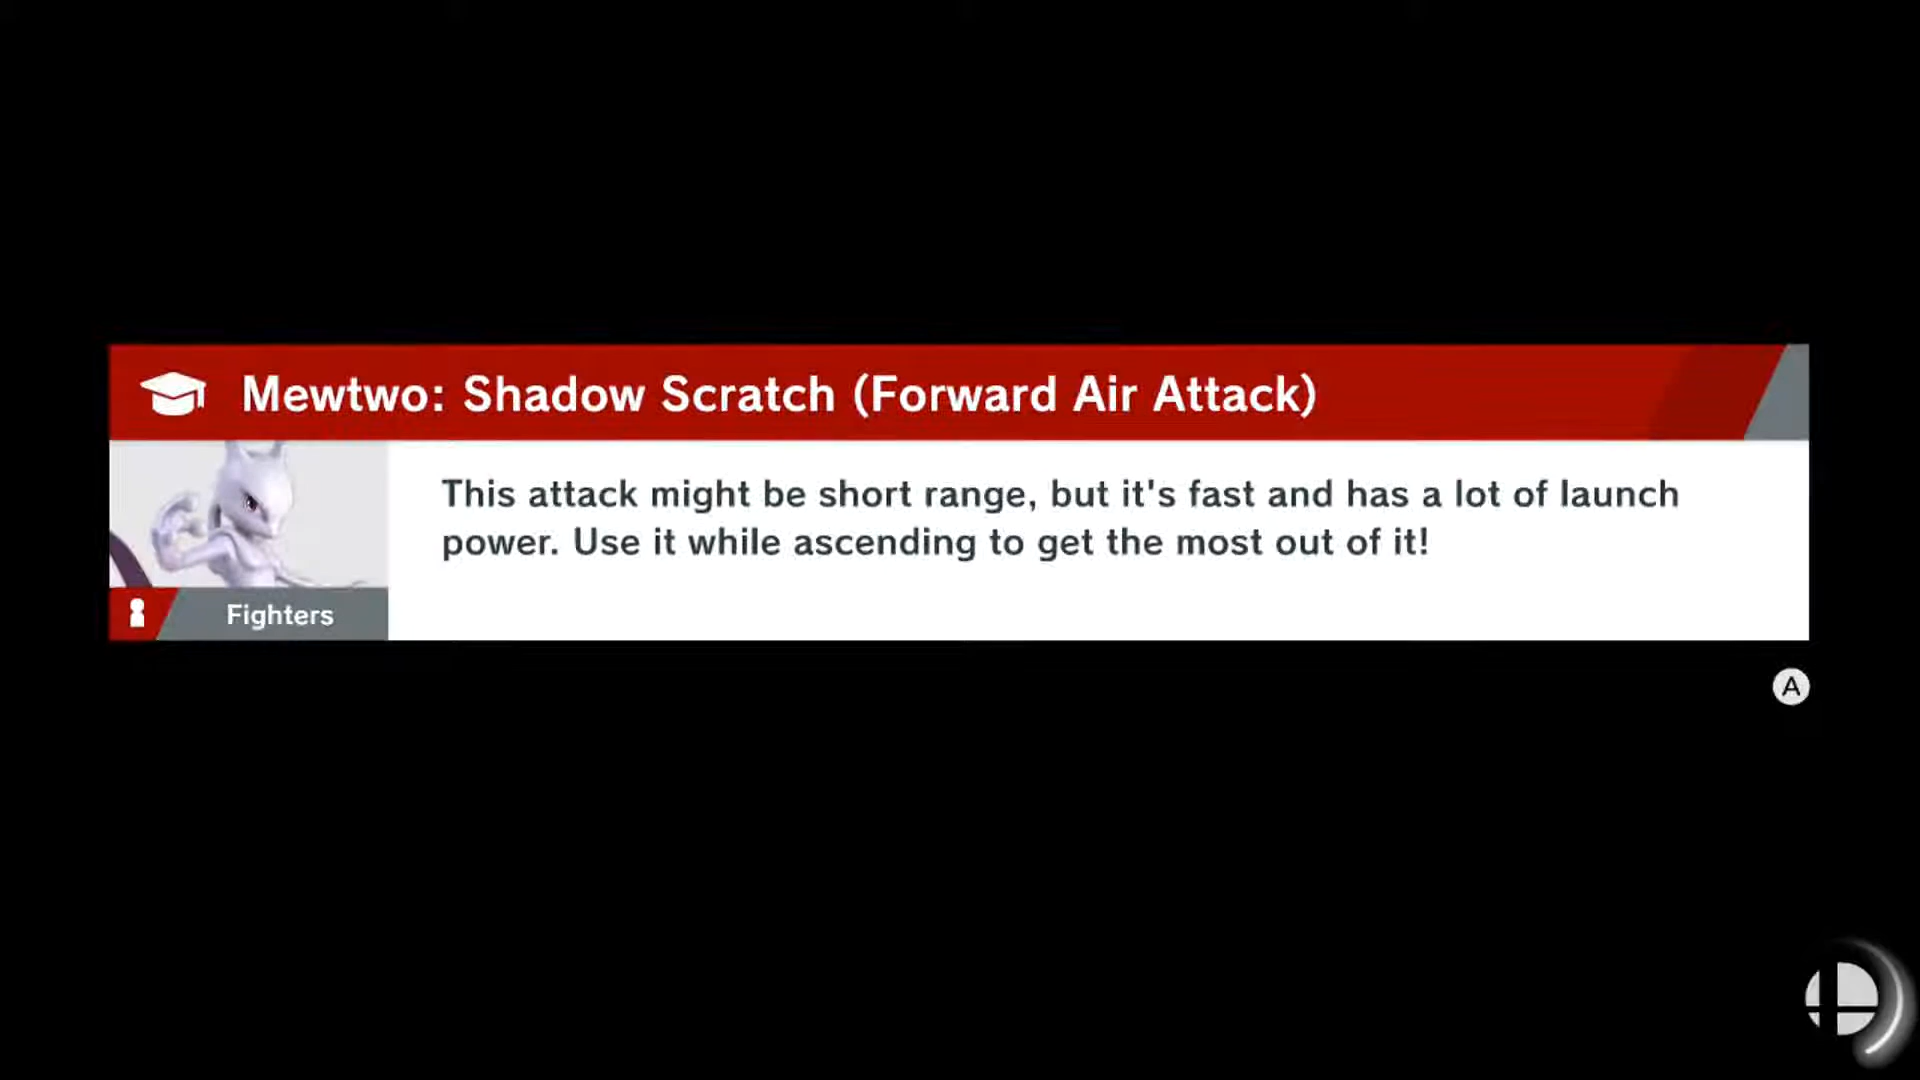 Mewtwo: Shadow Scratch (Forward Air Attack)
This attack might be short range, but it's fast and has a lot of launch
power. Use it while ascending to get the most out of it!
Fighters
A